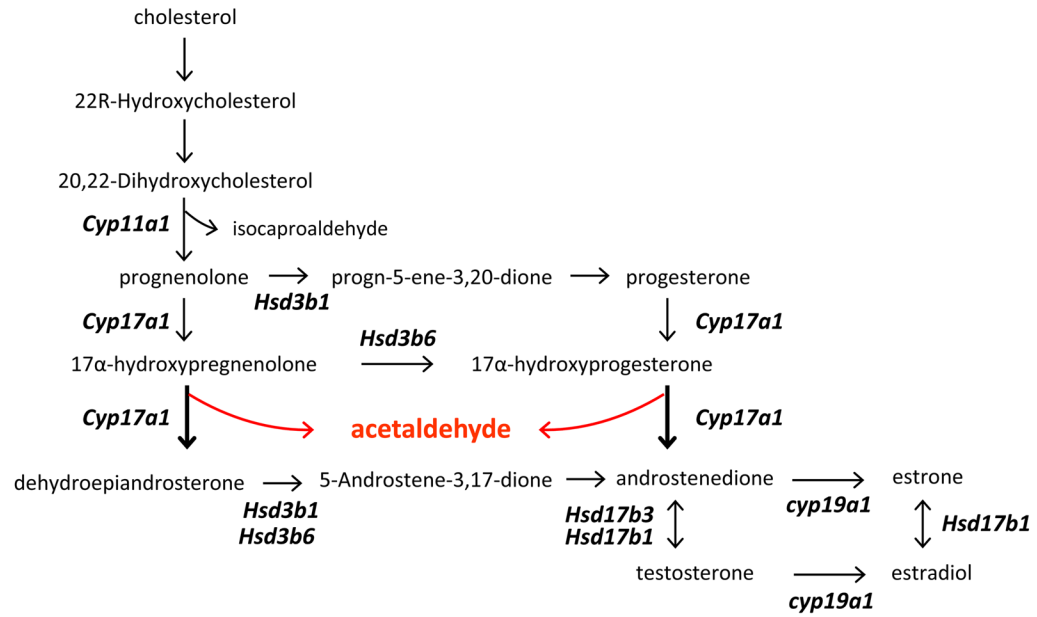 cholesterol
22R-Hydroxycholesterol
20,22-Dihydroxycholesterol
Cyp11a1
isocaproaldehyde
prognenolone
progn-5-ene-3,20-dione
progesterone
Hsd3b1
Cyp17a1
Cyp17a1
Hsd3b6
17α-hydroxypregnenolone
17α-hydroxyprogesterone
Cyp17a1
acetaldehyde
Cyp17a1
dehydroepiandrosterone
5-Androstene-3,17-dione
androstenedione
estrone
Hsd3b1
Hsd3b6
Hsd17b3
Hsd17b1
cyp19a1
Hsd17b1
testosterone
estradiol
cyp19a1